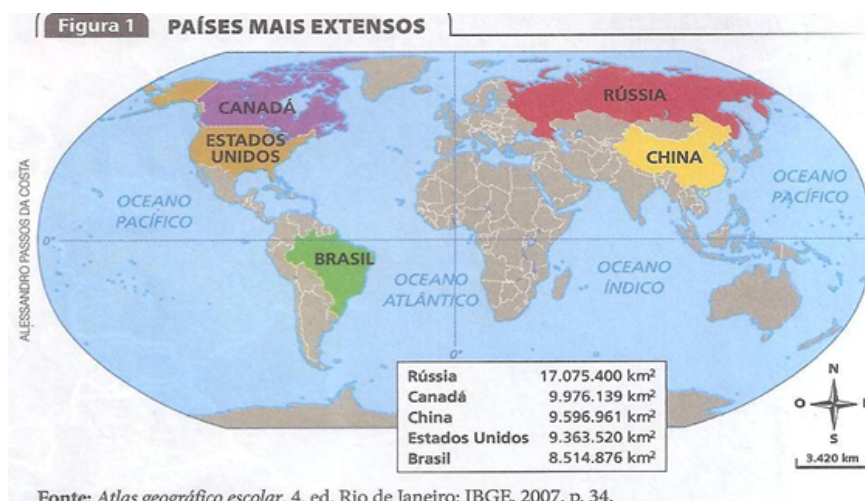 Figura 1 PAÍSES MAIS EXTENSOS
ALESSANDRO PASSOS DA COSTA
CANADÁ
ESTADOS
UNIDOS
RÚSSIA
CHINA
OCEANO
PACÍFICO
OCEANO
PACÍFICO
0°
BRASIL
OCEANO
ATLÂNTICO
OCEANO
ÍNDICO
0°
Rússia 17.075.400 km²
Canadá 9.976.139 km²
China 9.596.961 km²
Estados Unidos 9.363.520 km²
Brasil 8.514.876 km²
N
O
S
3.420 km
Fonte: Atlas geográfico escolar. 4. ed. Rio de Janeiro: IBGE, 2007. p. 34.